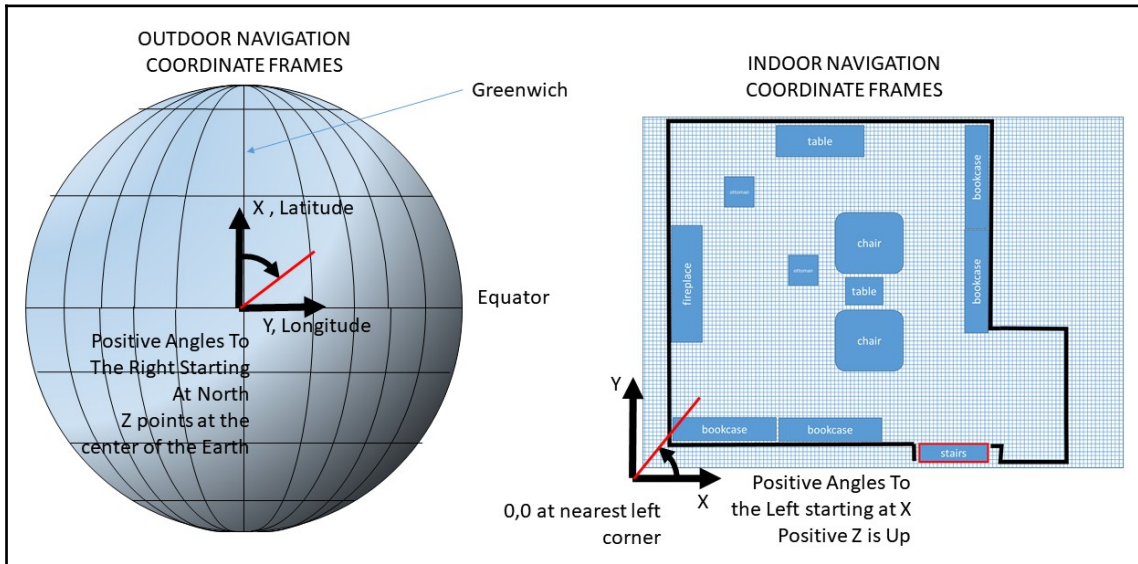 OUTDOOR NAVIGATION
COORDINATE FRAMES
Greenwich
X , Latitude
Equator
Y, Longitude
Positive Angles To
The Right Starting
At North
Z points at the
center of the Earth
INDOOR NAVIGATION
COORDINATE FRAMES
table
bookcase
ottoman
chair
fireplace
ottoman
table
bookcase
chair
Y
bookcase
bookcase
stairs
X
0,0 at nearest left
corner
Positive Angles To
the Left starting at X
Positive Z is Up